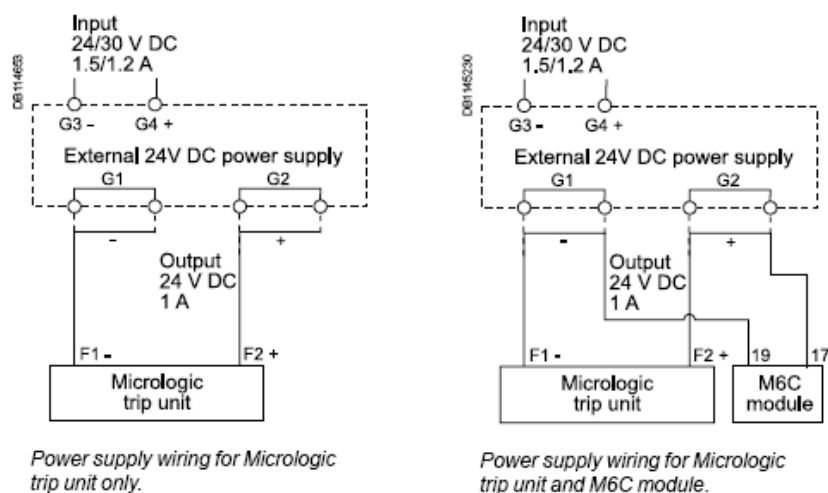 Input
24/30 V DC
1.5/1.2 A
DB114653
G3 - G4 +
External 24V DC power supply
G1 G2
- +
Output
24 V DC
1 A
F1 - F2 +
Micrologic
trip unit
Power supply wiring for Micrologic
trip unit only.
Input
24/30 V DC
1.5/1.2 A
DB1145230
G3 - G4 +
External 24V DC power supply
G1 G2
- +
Output
24 V DC
1 A
F1 - F2 + 19 17
Micrologic
trip unit
M6C
module
Power supply wiring for Micrologic
trip unit and M6C module.